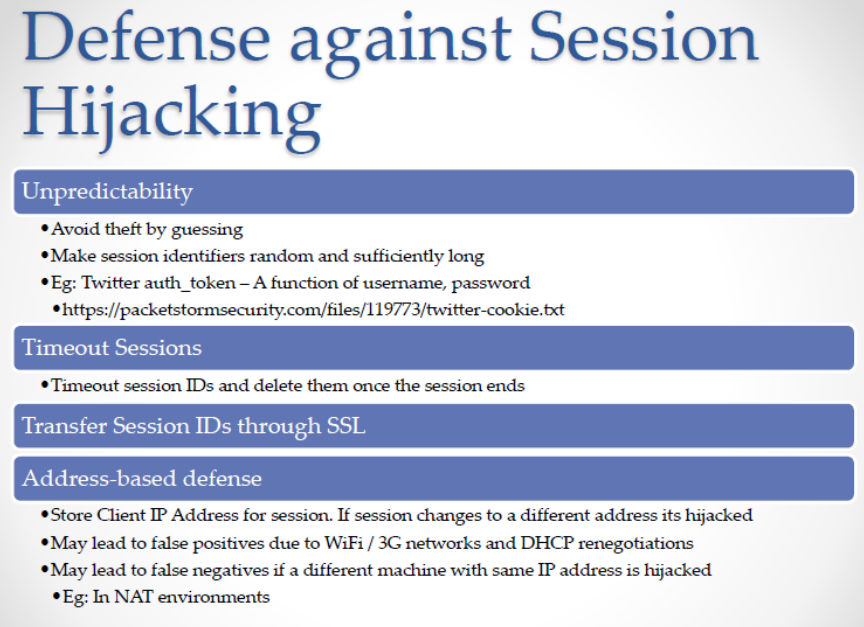 Defense against Session
Hijacking
Unpredictability
•Avoid theft by guessing
•Make session identifiers random and sufficiently long
•Eg: Twitter auth_token – A function of username, password
•https://packetstormsecurity.com/files/119773/twitter-cookie.txt
Timeout Sessions
•Timeout session IDs and delete them once the session ends
Transfer Session IDs through SSL
Address-based defense
•Store Client IP Address for session. If session changes to a different address its hijacked
•May lead to false positives due to WiFi / 3G networks and DHCP renegotiations
•May lead to false negatives if a different machine with same IP address is hijacked
•Eg: In NAT environments